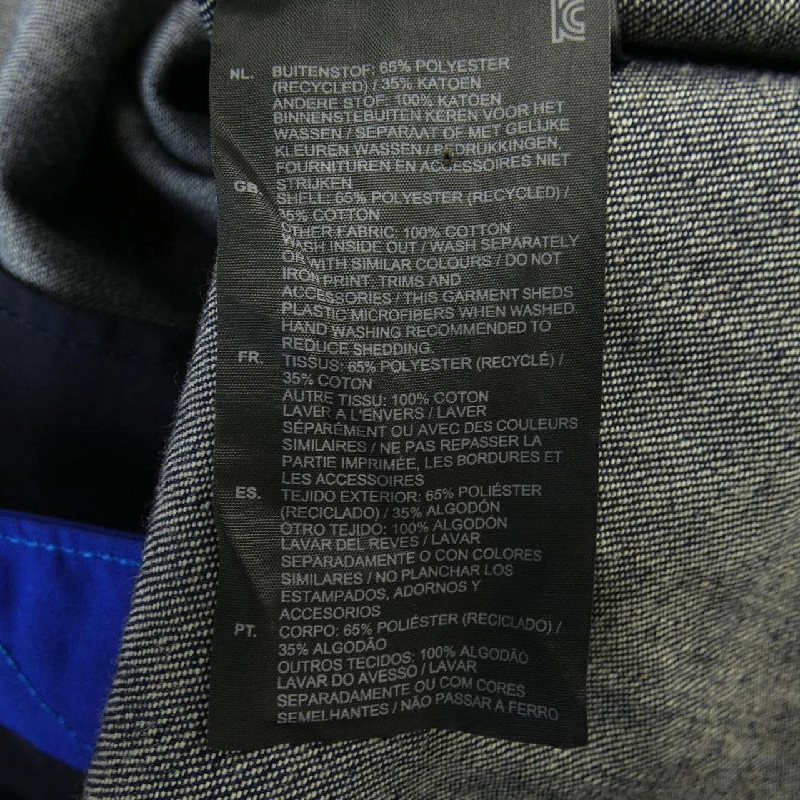 KC
NL. BUITENSTOF: 65% POLYESTER
(RECYCLED) / 35% KATOEN
ANDERE STOF: 100% KATOEN
BINNENSTEBUITEN KEREN VOOR HET
WASSEN / SEPARAAT OF MET GELIJKE
KLEUREN WASSEN / BEDRUKKINGEN,
FOURNITUREN EN ACCESSOIRES NIET
STRIJKEN
GB. SHELL: 65% POLYESTER (RECYCLED) /
35% COTTON
OTHER FABRIC: 100% COTTON
WASH INSIDE OUT / WASH SEPARATELY
OR WITH SIMILAR COLOURS / DO NOT
IRON PRINT, TRIMS AND
ACCESSORIES / THIS GARMENT SHEDS
PLASTIC MICROFIBERS WHEN WASHED.
HAND WASHING RECOMMENDED TO
REDUCE SHEDDING.
FR. TISSUS: 65% POLYESTER (RECYCLÉ) /
35% COTON
AUTRE TISSU: 100% COTON
LAVER A L'ENVERS / LAVER
SÉPARÉMENT OU AVEC DES COULEURS
SIMILAIRES / NE PAS REPASSER LA
PARTIE IMPRIMÉE, LES BORDURES ET
LES ACCESSOIRES
ES. TEJIDO EXTERIOR: 65% POLIÉSTER
(RECICLADO) / 35% ALGODÓN
OTRO TEJIDO: 100% ALGODÓN
LAVAR DEL REVES / LAVAR
SEPARADAMENTE O CON COLORES
SIMILARES / NO PLANCHAR LOS
ESTAMPADOS, ADORNOS Y
ACCESORIOS
PT. CORPO: 65% POLIÉSTER (RECICLADO) /
35% ALGODÃO
OUTROS TECIDOS: 100% ALGODÃO
LAVAR DO AVESSO / LAVAR
SEPARADAMENTE OU COM CORES
SEMELHANTES / NÃO PASSAR A FERRO